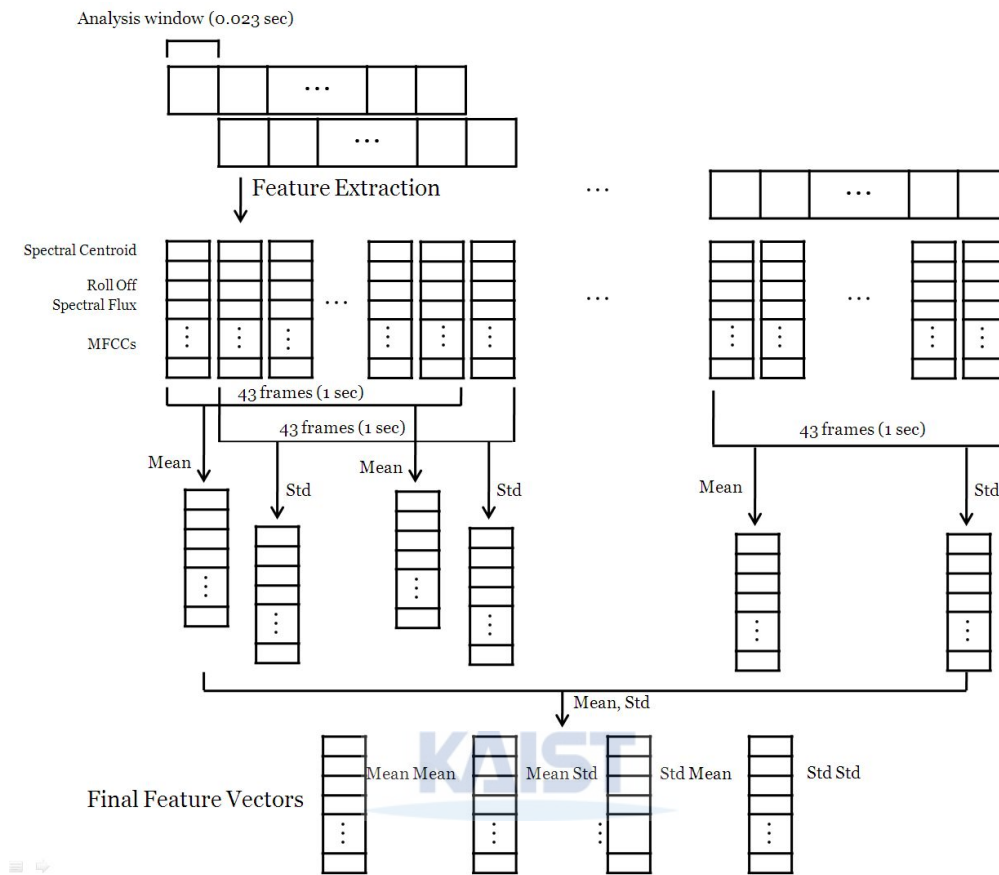 Analysis window (0.023 sec)
...
...
Feature Extraction
...
...
Spectral Centroid
Roll Off
Spectral Flux
MFCCs
...
...
...
43 frames (1 sec)
43 frames (1 sec)
43 frames (1 sec)
Mean
Std
Mean
Std
Mean
Std
Mean, Std
KAIST
Final Feature Vectors
Mean Mean
Mean Std
Std Mean
Std Std